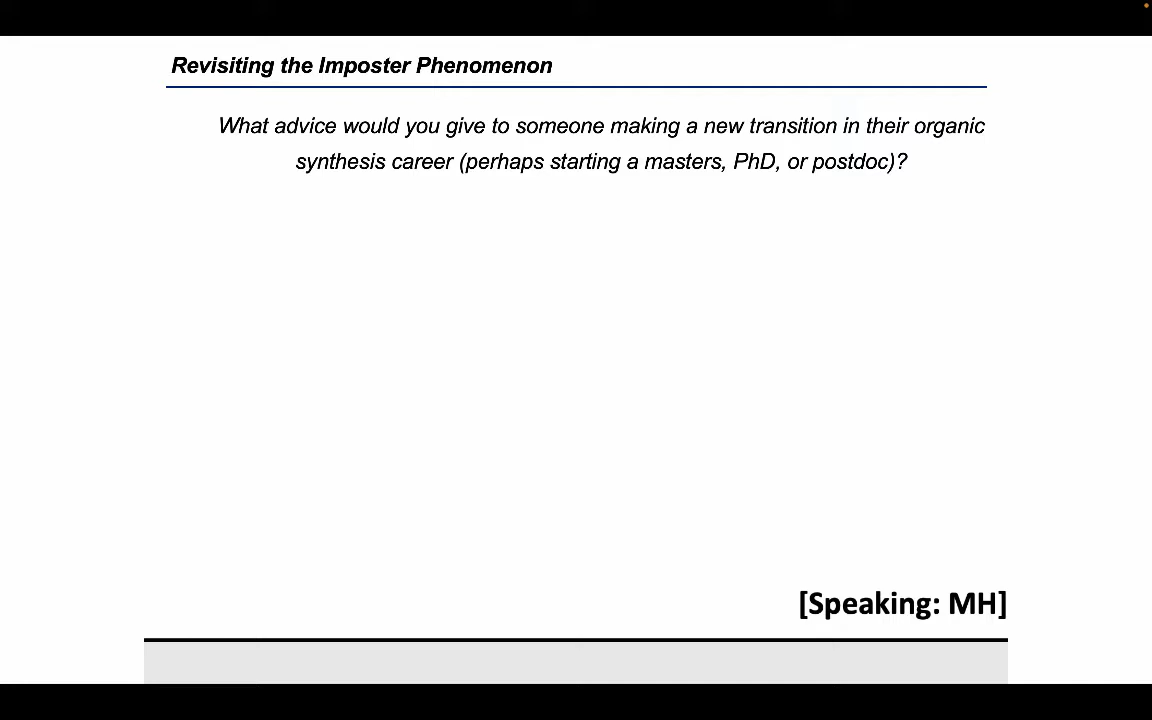 Revisiting the Imposter Phenomenon
What advice would you give to someone making a new transition in their organic
synthesis career (perhaps starting a masters, PhD, or postdoc)?
[Speaking: MH]